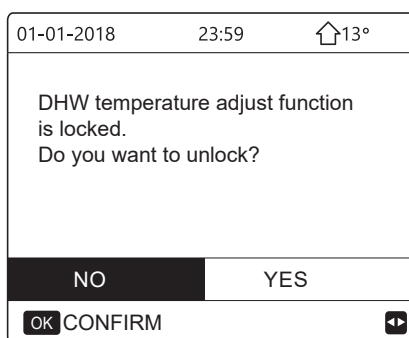 01-01-2018 23:59 13°
DHW temperature adjust function
is locked.
Do you want to unlock?
NO YES
OK CONFIRM